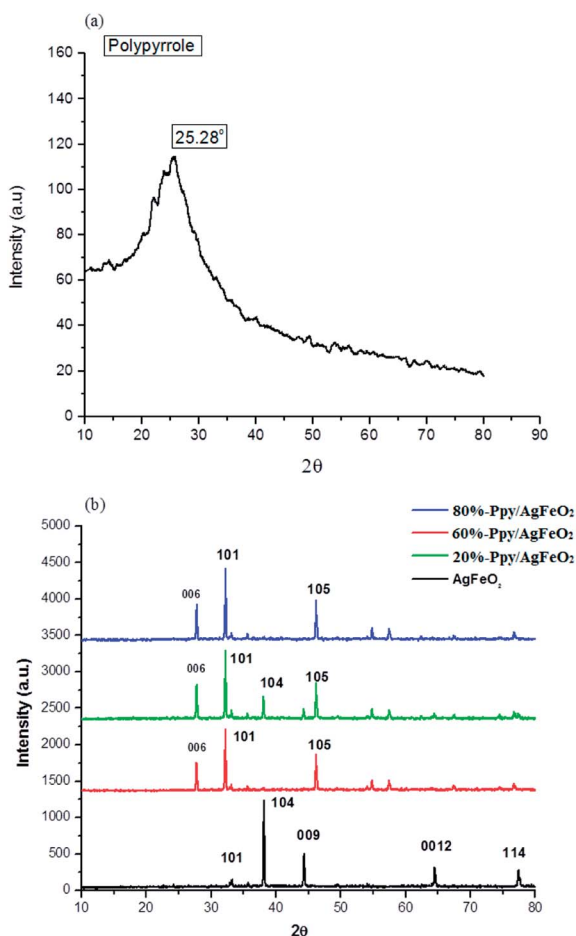 (a)
Polypyrrole
25.28°
Intensity (a.u)
160
140
120
100
80
60
40
20
0
10 20 30 40 50 60 70 80 90
2θ
(b)
80%-Ppy/AgFeO₂
60%-Ppy/AgFeO₂
20%-Ppy/AgFeO₂
AgFeO₂
Intensity (a.u.)
5000
4500
4000
3500
3000
2500
2000
1500
1000
500
0
006 101 105
006 101 104 105
006 101 105
101 104 009 0012 114
10 20 30 40 50 60 70 80
2θ